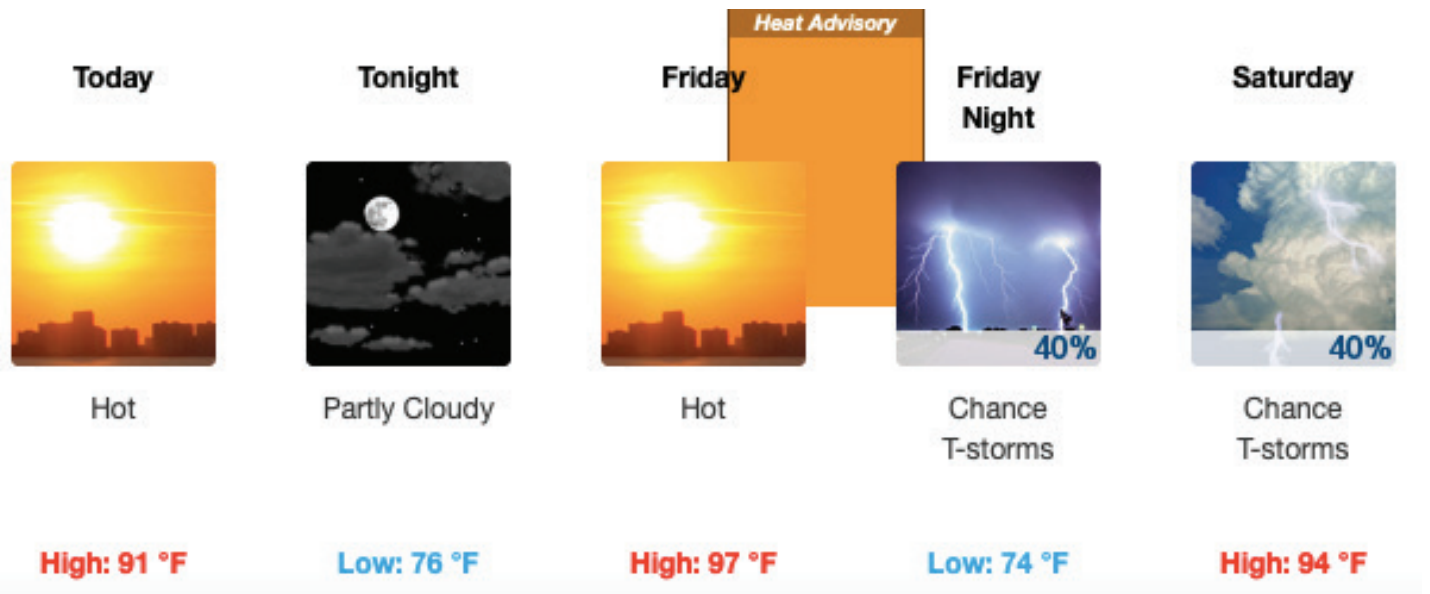 Heat Advisory
Today
Tonight
Friday
Friday
Night
Saturday
40%
40%
Hot
Partly Cloudy
Hot
Chance
T-storms
Chance
T-storms
High: 91 °F
Low: 76 °F
High: 97 °F
Low: 74 °F
High: 94 °F